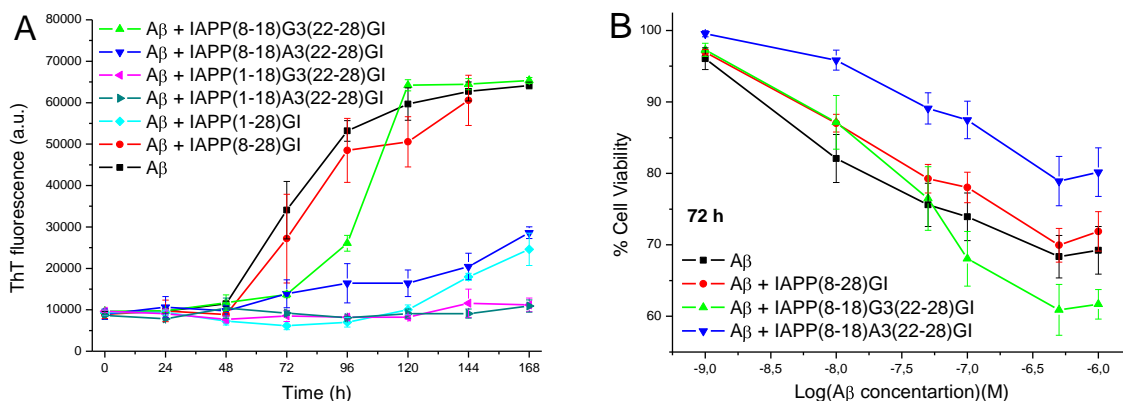 A
Aβ + IAPP(8-18)G3(22-28)GI
Aβ + IAPP(8-18)A3(22-28)GI
Aβ + IAPP(1-18)G3(22-28)GI
Aβ + IAPP(1-18)A3(22-28)GI
Aβ + IAPP(1-28)GI
Aβ + IAPP(8-28)GI
Aβ
80000
70000
60000
50000
40000
30000
20000
10000
0
ThT fluorescence (a.u.)
0 24 48 72 96 120 144 168
Time (h)
B
100
90
80
70
60
% Cell Viability
72 h
Aβ
Aβ + IAPP(8-28)GI
Aβ + IAPP(8-18)G3(22-28)GI
Aβ + IAPP(8-18)A3(22-28)GI
-9,0 -8,5 -8,0 -7,5 -7,0 -6,5 -6,0
Log(Aβ concentartion)(M)